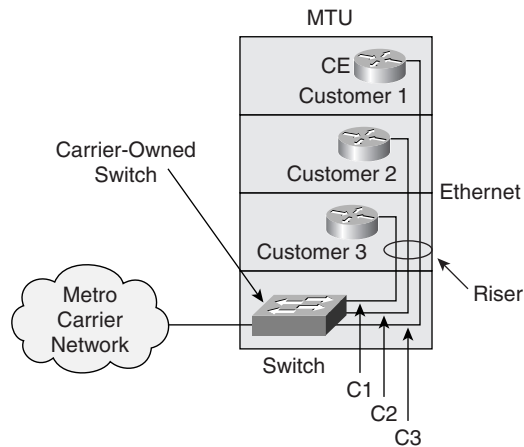 MTU
CE
Customer 1
Carrier-Owned
Switch
Customer 2
Ethernet
Customer 3
Riser
Metro
Carrier
Network
Switch
C1
C2
C3